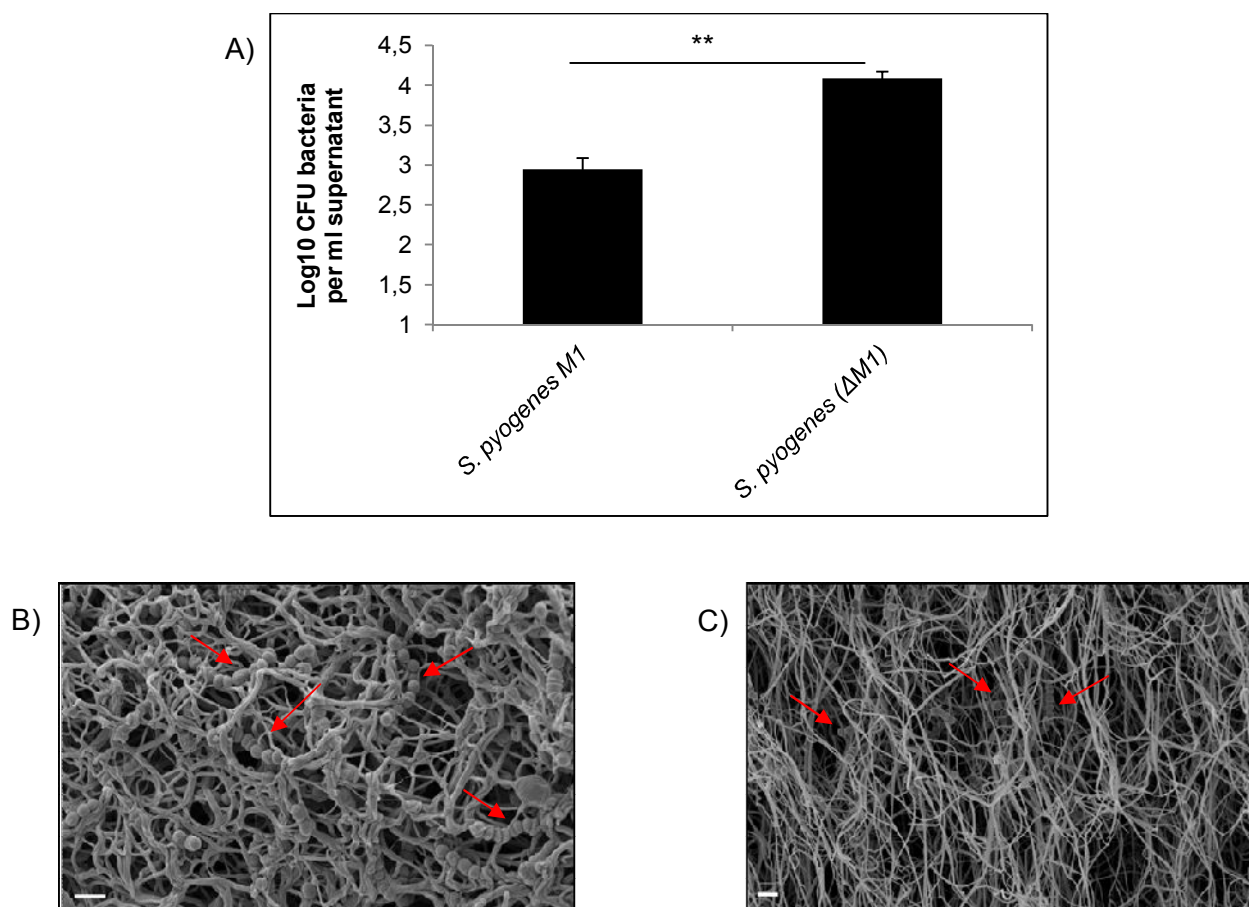 A)
**
4,5
4
3,5
3
2,5
2
1,5
1
Log10 CFU bacteria
per ml supernatant
S. pyogenes M1
S. pyogenes (ΔM1)
B)
C)